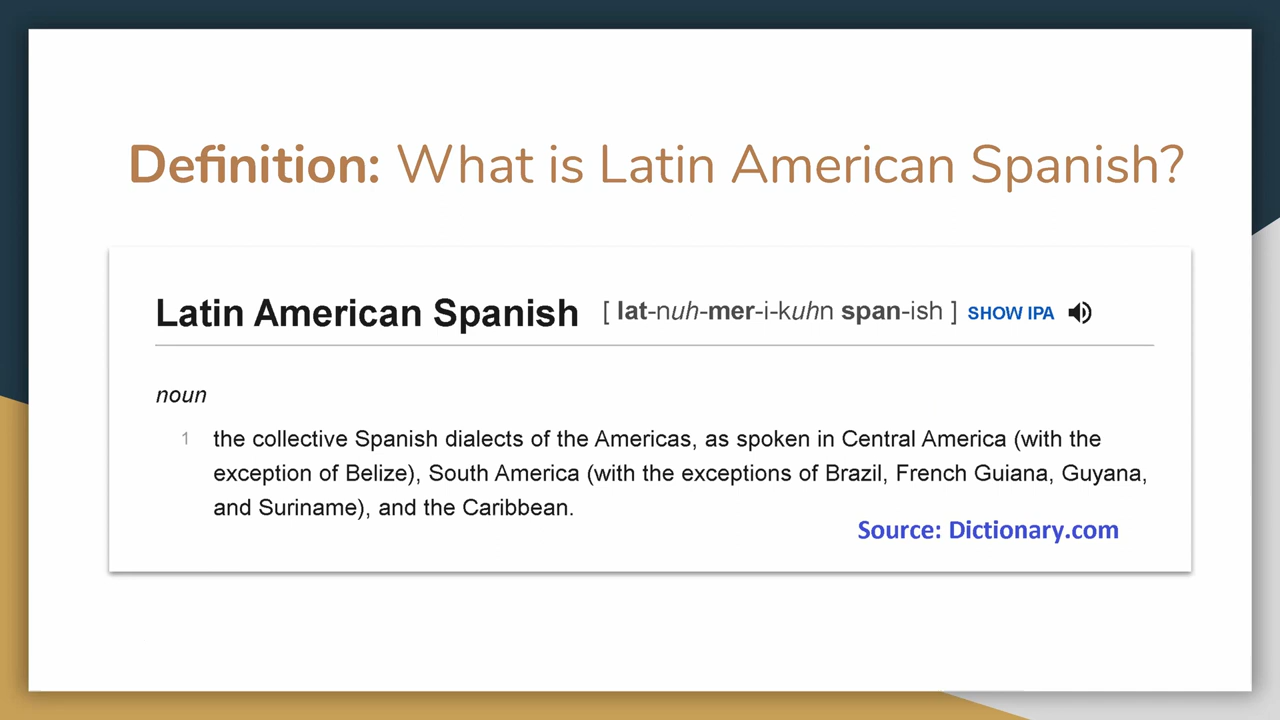 Definition: What is Latin American Spanish?
Latin American Spanish [ lat-nuh-mer-i-kuhn span-ish ] SHOW IPA
noun
1 the collective Spanish dialects of the Americas, as spoken in Central America (with the
exception of Belize), South America (with the exceptions of Brazil, French Guiana, Guyana,
and Suriname), and the Caribbean.
Source: Dictionary.com